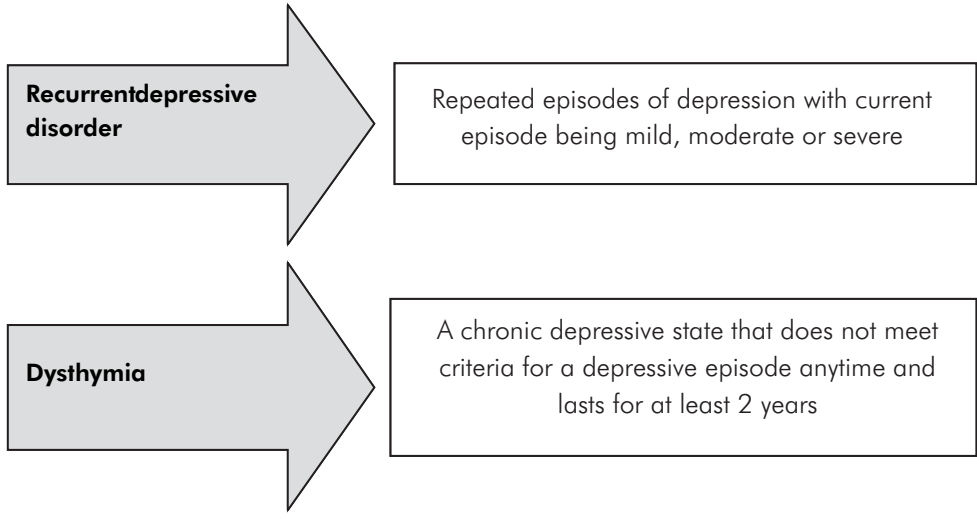 Recurrentdepressive
disorder
Repeated episodes of depression with current
episode being mild, moderate or severe
Dysthymia
A chronic depressive state that does not meet
criteria for a depressive episode anytime and
lasts for at least 2 years